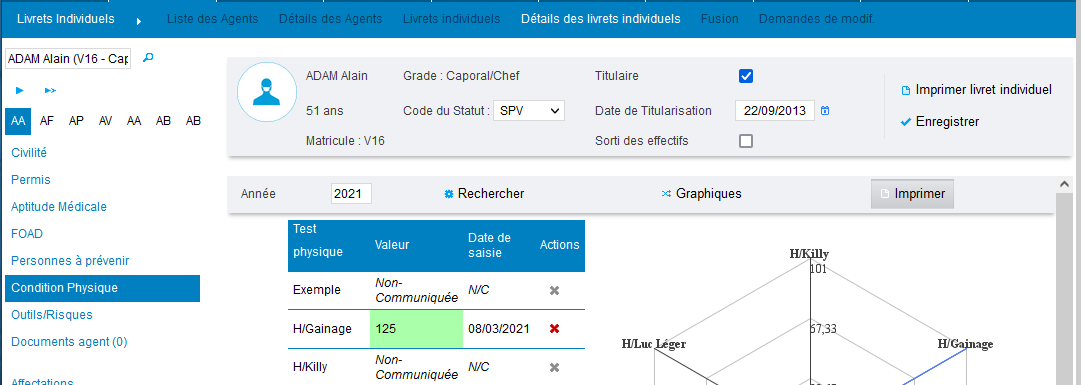 Livrets Individuels Liste des Agents Détails des Agents Livrets individuels Détails des livrets individuels Fusion Demandes de modif.
ADAM Alain (V16 - Cap
AA AF AP AV AA AB AB
Civilité
Permis
Aptitude Médicale
FOAD
Personnes à prévenir
Condition Physique
Outils/Risques
Documents agent (0)
Affectations
ADAM Alain Grade : Caporal/Chef Titulaire
51 ans Code du Statut : SPV Date de Titularisation 22/09/2013
Matricule : V16 Sorti des effectifs
Imprimer livret individuel
Enregistrer
Année 2021 Rechercher Graphiques Imprimer
Test physique Valeur Date de saisie Actions
Exemple Non-Communiquée N/C
H/Gainage 125 08/03/2021
H/Killy Non-Communiquée N/C
H/Killy
101
57,33
H/Luc Léger H/Gainage